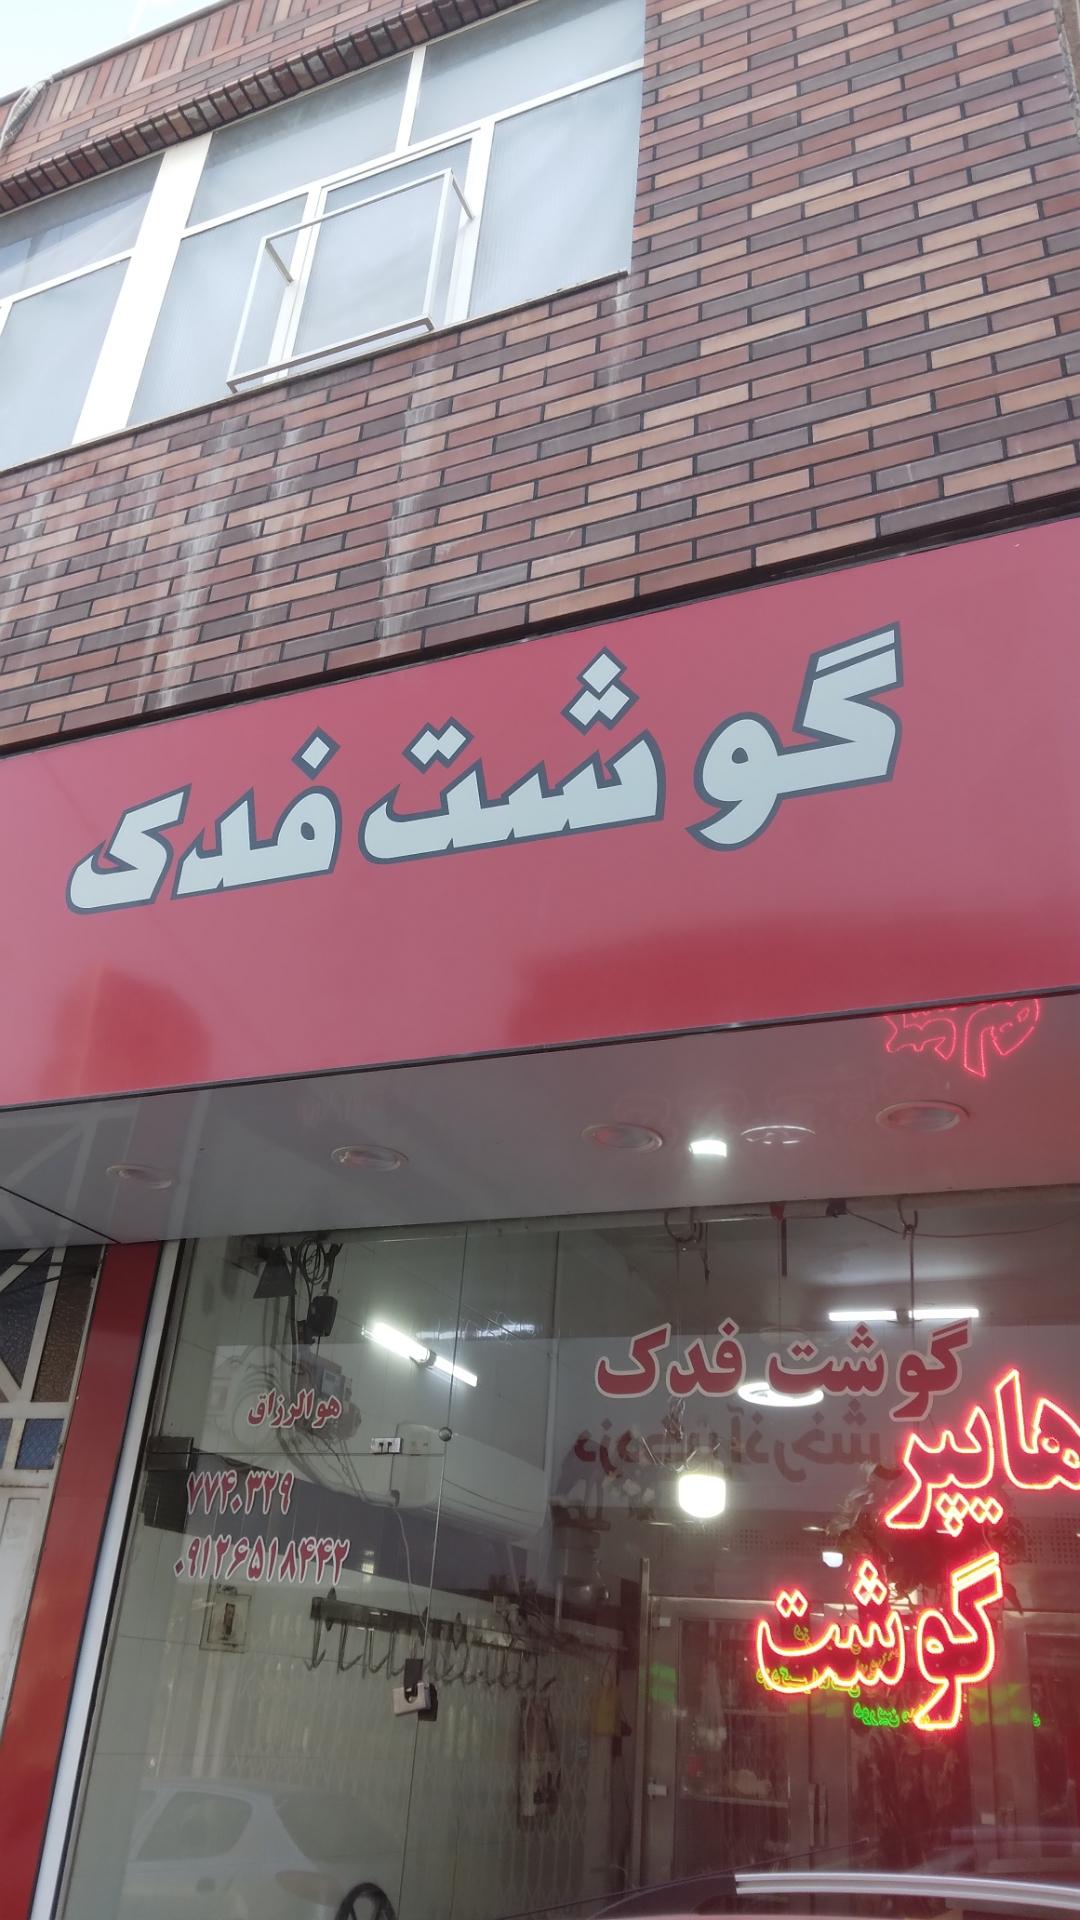 گوشت فدک
گوشت فدک
هوالرزاق
۷۷۴۰۳۲۹
۰۹۱۲۶۵۱۸۴۴۲
هایپر
گوشت